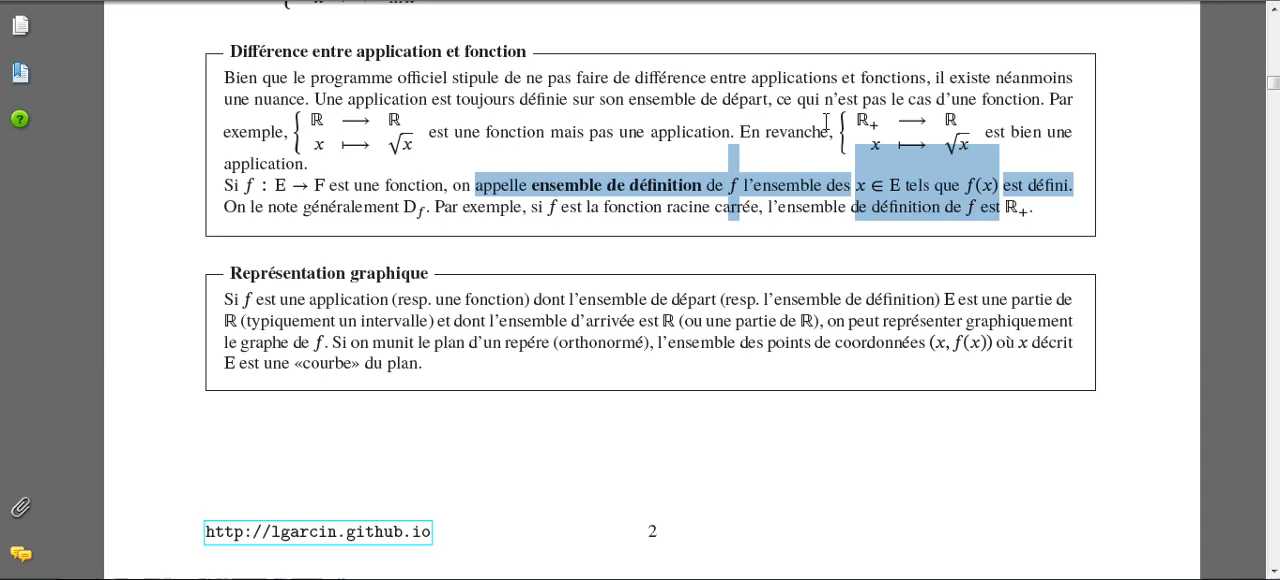 Différence entre application et fonction
Bien que le programme officiel stipule de ne pas faire de différence entre applications et fonctions, il existe néanmoins
une nuance. Une application est toujours définie sur son ensemble de départ, ce qui n'est pas le cas d'une fonction. Par
exemple, { ℝ ⟶ ℝ
x ⟼ √x est une fonction mais pas une application. En revanche, { ℝ₊ ⟶ ℝ
x ⟼ √x est bien une
application.
Si f : E → F est une fonction, on appelle ensemble de définition de f l'ensemble des x ∈ E tels que f(x) est défini.
On le note généralement D_f. Par exemple, si f est la fonction racine carrée, l'ensemble de définition de f est ℝ₊.
Représentation graphique
Si f est une application (resp. une fonction) dont l'ensemble de départ (resp. l'ensemble de définition) E est une partie de
ℝ (typiquement un intervalle) et dont l'ensemble d'arrivée est ℝ (ou une partie de ℝ), on peut représenter graphiquement
le graphe de f. Si on munit le plan d'un repére (orthonormé), l'ensemble des points de coordonnées (x, f(x)) où x décrit
E est une «courbe» du plan.
http://lgarcin.github.io
2